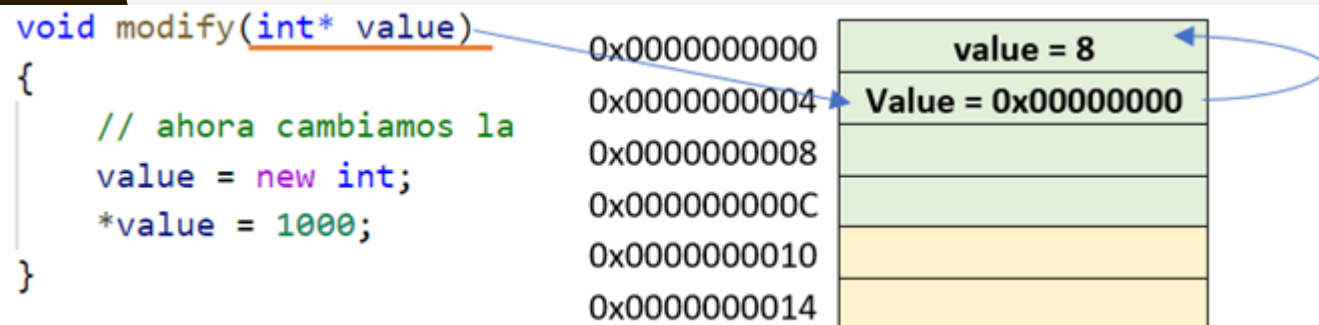 void modify(int* value)
{
// ahora cambiamos la
value = new int;
*value = 1000;
}
0x0000000000 value = 8
0x0000000004 Value = 0x00000000
0x0000000008
0x000000000C
0x0000000010
0x0000000014